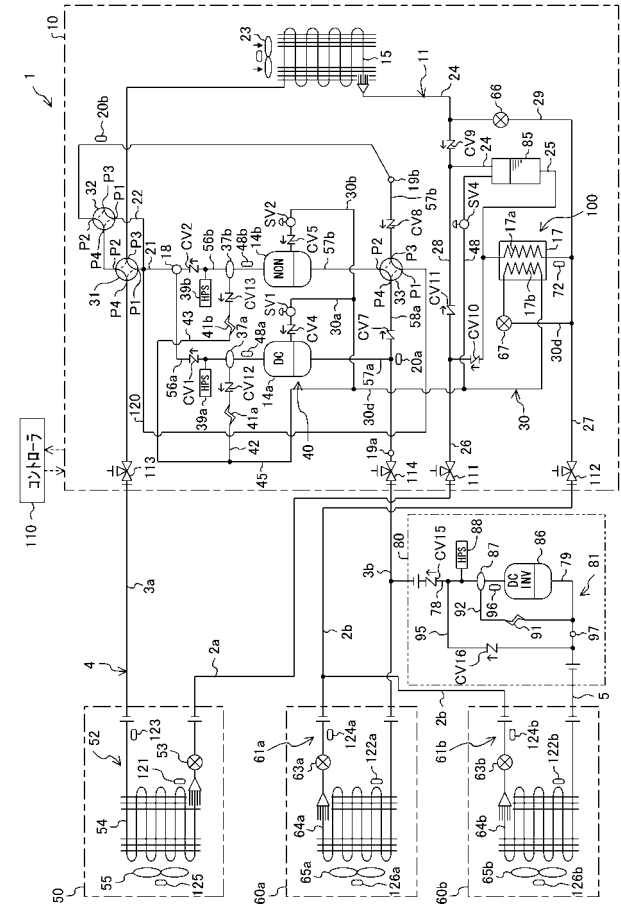 10
1
23
15
11
24
66
29
20b
32
P3
P2
P4
P1
22
P2
P3
31
P4
P1
21
18
CV2
56b
37b
48b
14b
SV2
CV5
57b
30b
19b
57b
CV8
P2
P3
P4
P1
33
58a
CV7
CV9
24
85
25
SV4
28
48
CV11
100
17a
17
17b
72
67
30d
CV10
43
39b
HPS
CV13
41b
NON
SV1
CV4
30a
56a
CV1
39a
HPS
37a
48a
CV12
14a
DC
41a
42
40
45
57a
20a
30d
30
120
コントローラ
110
113
19a
114
26
111
27
112
3a
4
2a
2b
3b
80
CV15
HPS
88
78
87
86
DC
INV
92
96
79
81
95
91
97
CV16
2b
5
50
52
123
53
121
54
55
125
60a
61a
124a
63a
122a
64a
65a
126a
60b
61b
124b
63b
122b
64b
65b
126b